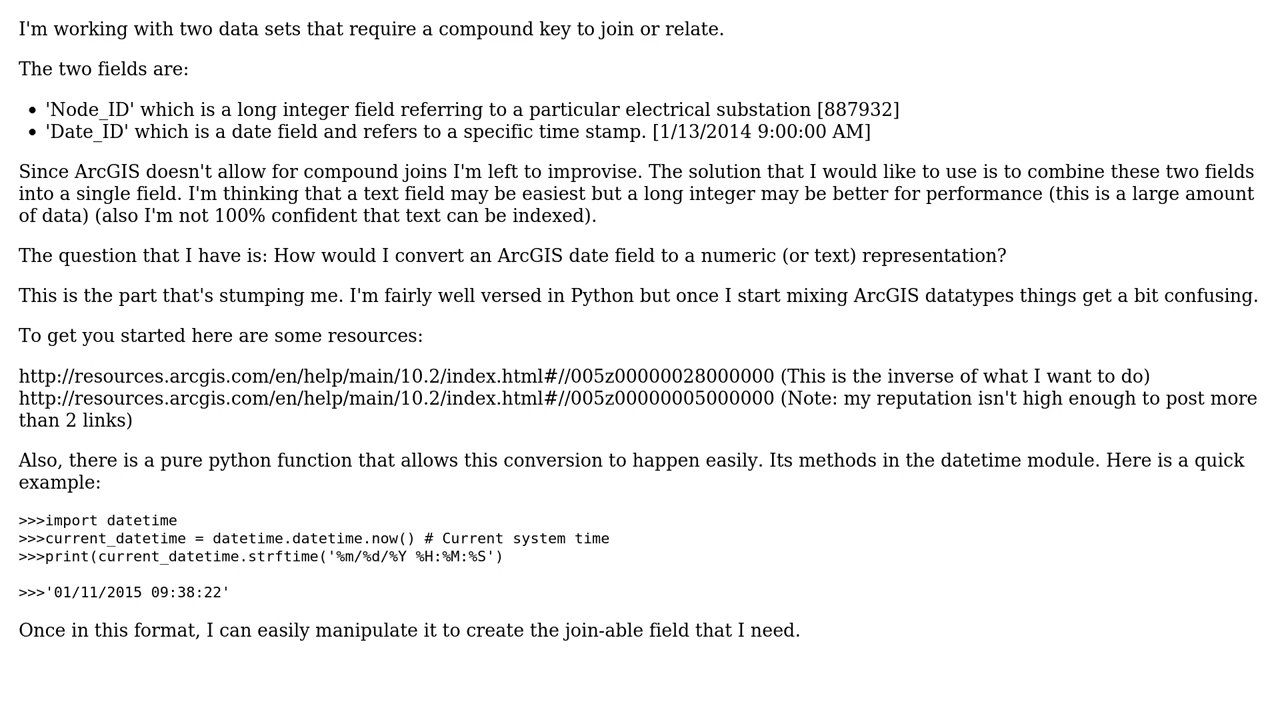 I'm working with two data sets that require a compound key to join or relate.
The two fields are:
• 'Node_ID' which is a long integer field referring to a particular electrical substation [887932]
• 'Date_ID' which is a date field and refers to a specific time stamp. [1/13/2014 9:00:00 AM]
Since ArcGIS doesn't allow for compound joins I'm left to improvise. The solution that I would like to use is to combine these two fields
into a single field. I'm thinking that a text field may be easiest but a long integer may be better for performance (this is a large amount
of data) (also I'm not 100% confident that text can be indexed).
The question that I have is: How would I convert an ArcGIS date field to a numeric (or text) representation?
This is the part that's stumping me. I'm fairly well versed in Python but once I start mixing ArcGIS datatypes things get a bit confusing.
To get you started here are some resources:
http://resources.arcgis.com/en/help/main/10.2/index.html#//005z00000028000000 (This is the inverse of what I want to do)
http://resources.arcgis.com/en/help/main/10.2/index.html#//005z00000005000000 (Note: my reputation isn't high enough to post more
than 2 links)
Also, there is a pure python function that allows this conversion to happen easily. Its methods in the datetime module. Here is a quick
example:
>>>import datetime
>>>current_datetime = datetime.datetime.now() # Current system time
>>>print(current_datetime.strftime('%m/%d/%Y %H:%M:%S')
>>>'01/11/2015 09:38:22'
Once in this format, I can easily manipulate it to create the join-able field that I need.